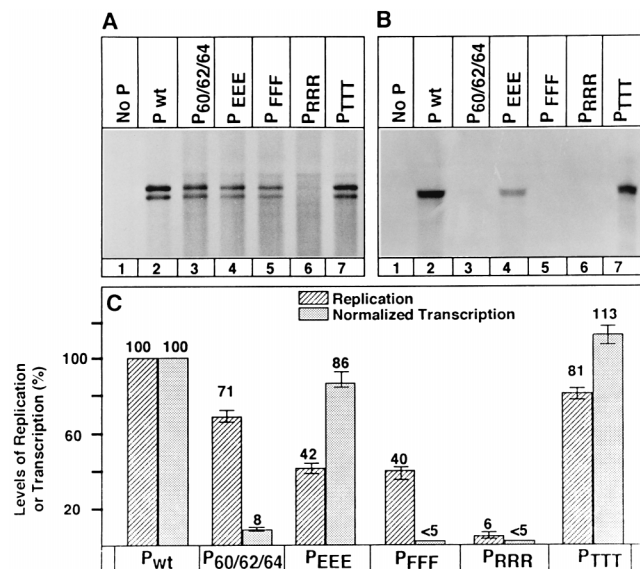 A
No P
P wt
P60/62/64
P EEE
P FFF
PRRR
PTTT
1 2 3 4 5 6 7
B
No P
P wt
P60/62/64
P EEE
P FFF
PRRR
PTTT
1 2 3 4 5 6 7
C
Replication
Normalized Transcription
Levels of Replication
or Transcription (%)
100
60
20
100 100
71
8
42
86
40
<5
6
<5
81
113
Pwt P60/62/64 PEEE PFFF PRRR PTTT